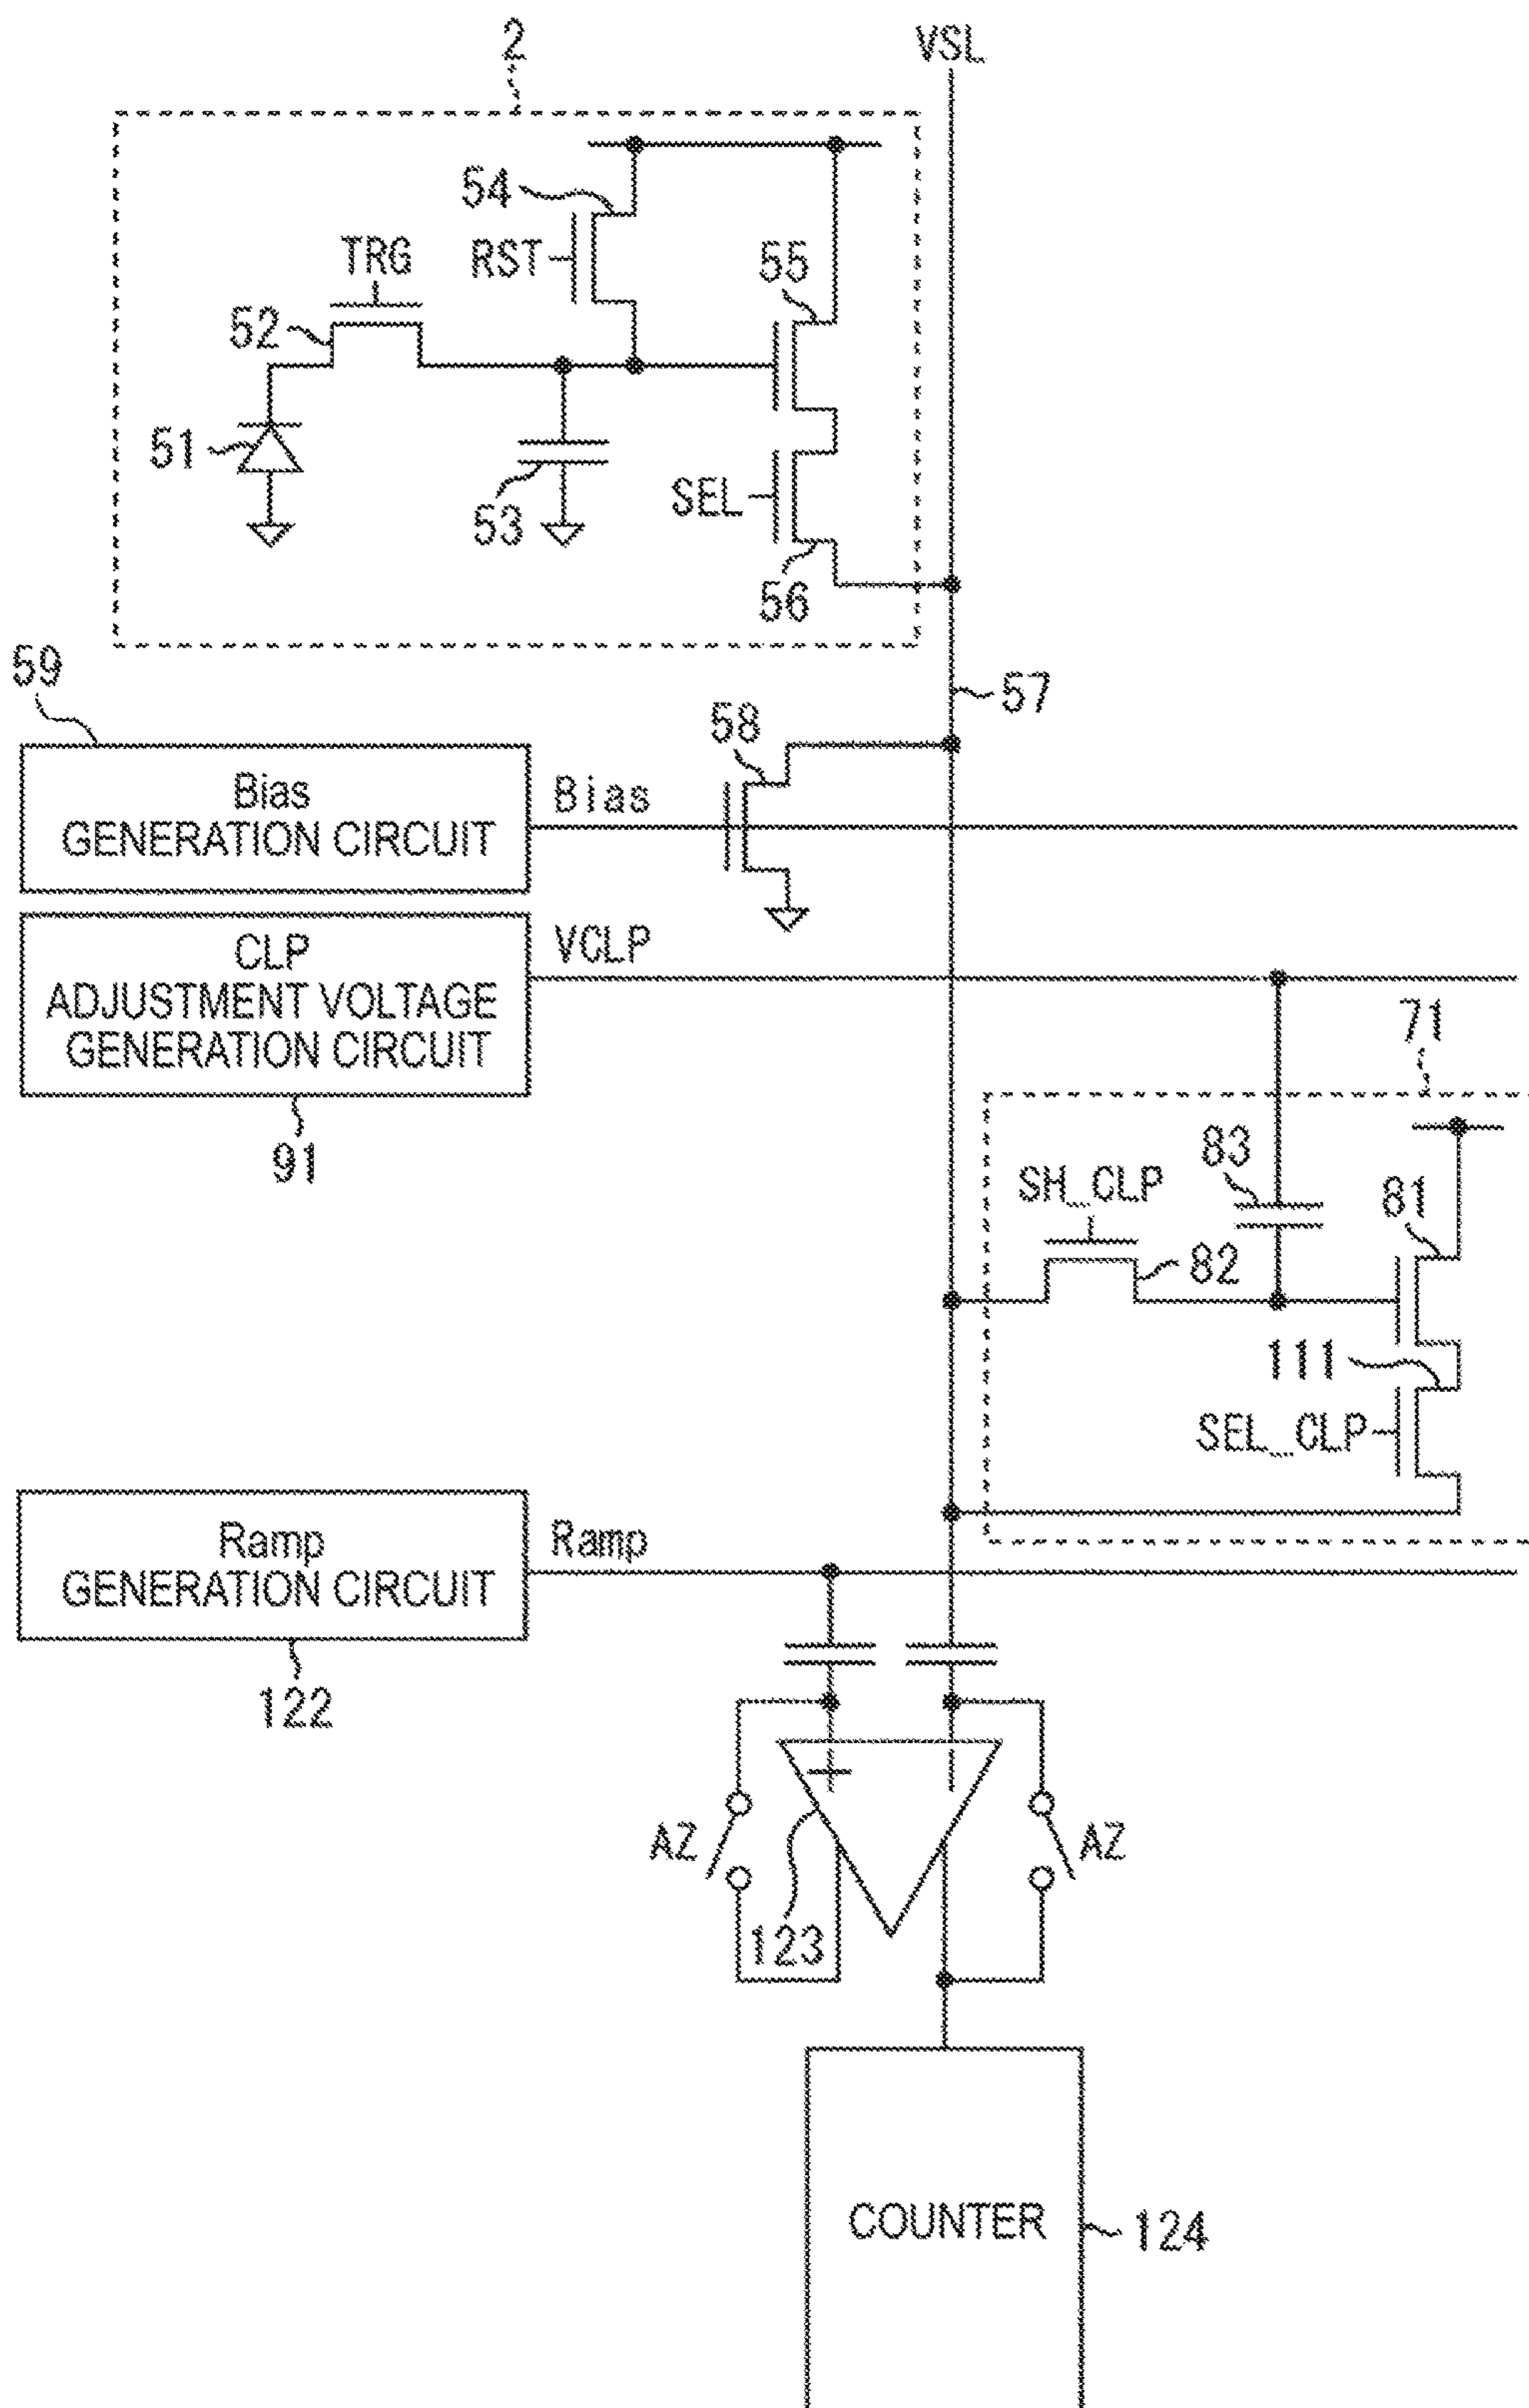 2
VSL
54
TRG
RST
55
52
51
53
SEL
56
59
57
58
Bias
GENERATION CIRCUIT
Bias
CLP
ADJUSTMENT VOLTAGE
GENERATION CIRCUIT
VCLP
71
91
83
SH_CLP
81
82
111
SEL_CLP
Ramp
GENERATION CIRCUIT
Ramp
122
+
−
AZ
AZ
123
COUNTER
124